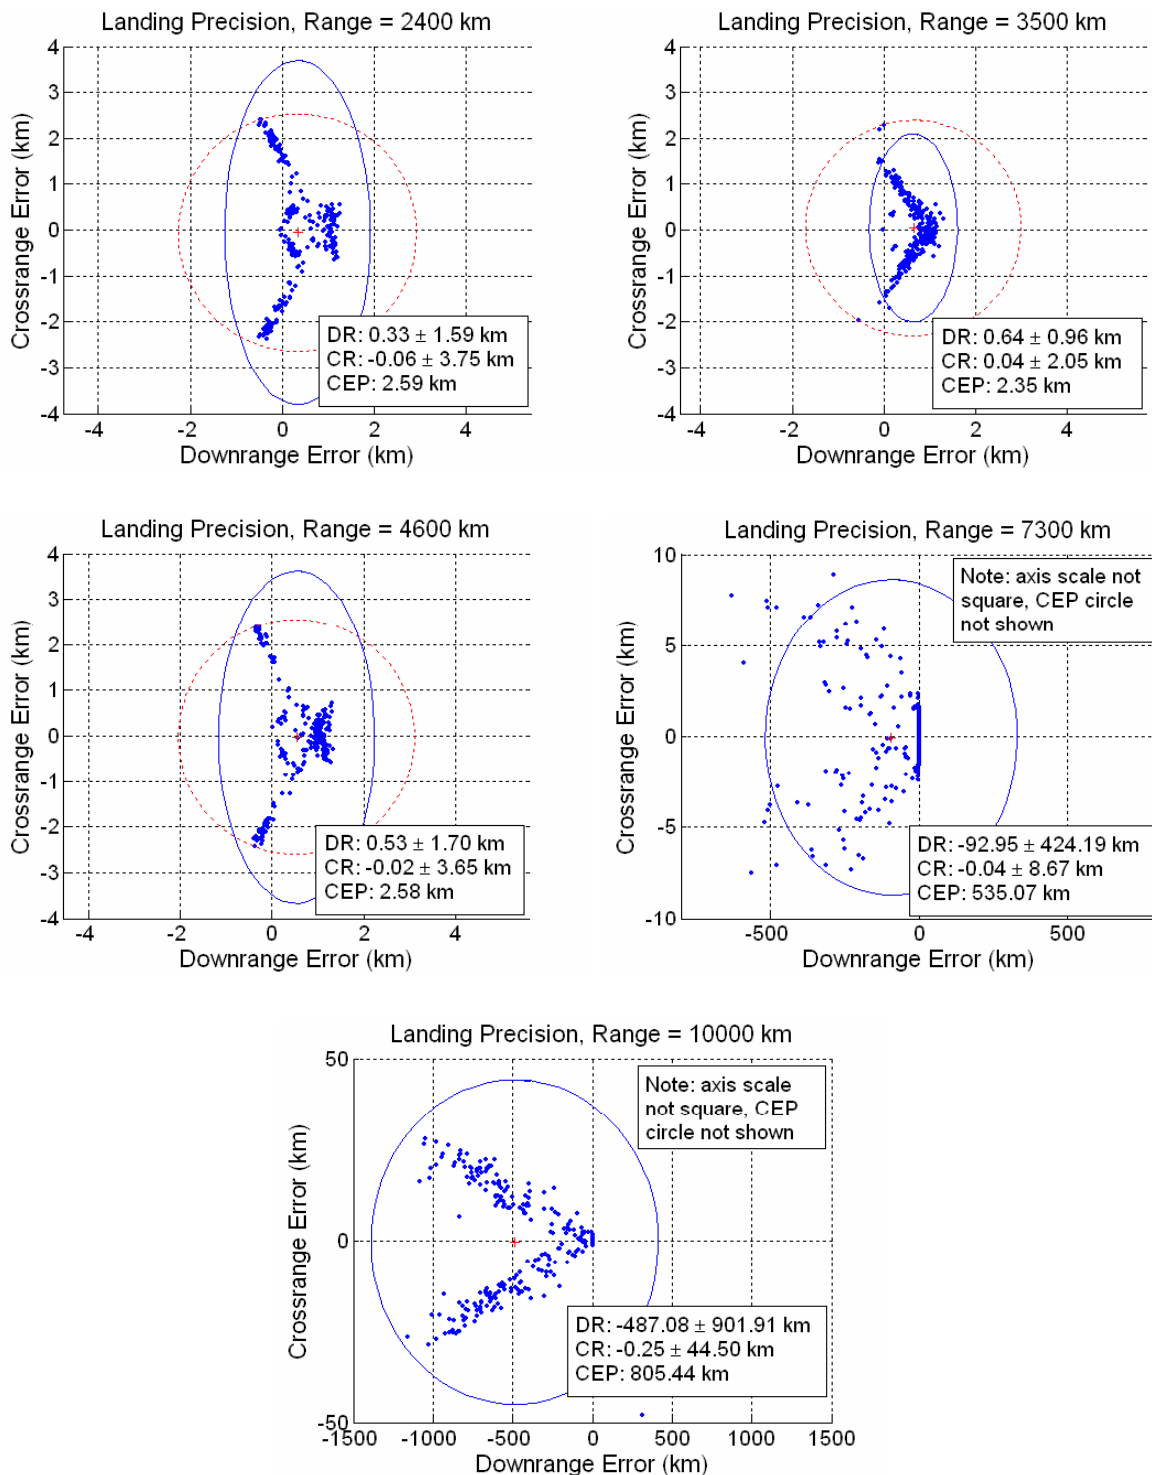 Landing Precision, Range = 2400 km
4
3
2
1
0
-1
-2
-3
-4
Crossrange Error (km)
DR: 0.33 ± 1.59 km
CR: -0.06 ± 3.75 km
CEP: 2.59 km
-4 -2 0 2 4
Downrange Error (km)
Landing Precision, Range = 3500 km
4
3
2
1
0
-1
-2
-3
-4
Crossrange Error (km)
DR: 0.64 ± 0.96 km
CR: 0.04 ± 2.05 km
CEP: 2.35 km
-4 -2 0 2 4
Downrange Error (km)
Landing Precision, Range = 4600 km
4
3
2
1
0
-1
-2
-3
-4
Crossrange Error (km)
DR: 0.53 ± 1.70 km
CR: -0.02 ± 3.65 km
CEP: 2.58 km
-4 -2 0 2 4
Downrange Error (km)
Landing Precision, Range = 7300 km
10
5
0
-5
-10
Crossrange Error (km)
Note: axis scale not
square, CEP circle
not shown
DR: -92.95 ± 424.19 km
CR: -0.04 ± 8.67 km
CEP: 535.07 km
-500 0 500
Downrange Error (km)
Landing Precision, Range = 10000 km
50
0
-50
Crossrange Error (km)
Note: axis scale
not square, CEP
circle not shown
DR: -487.08 ± 901.91 km
CR: -0.25 ± 44.50 km
CEP: 805.44 km
-1500 -1000 -500 0 500 1000 1500
Downrange Error (km)